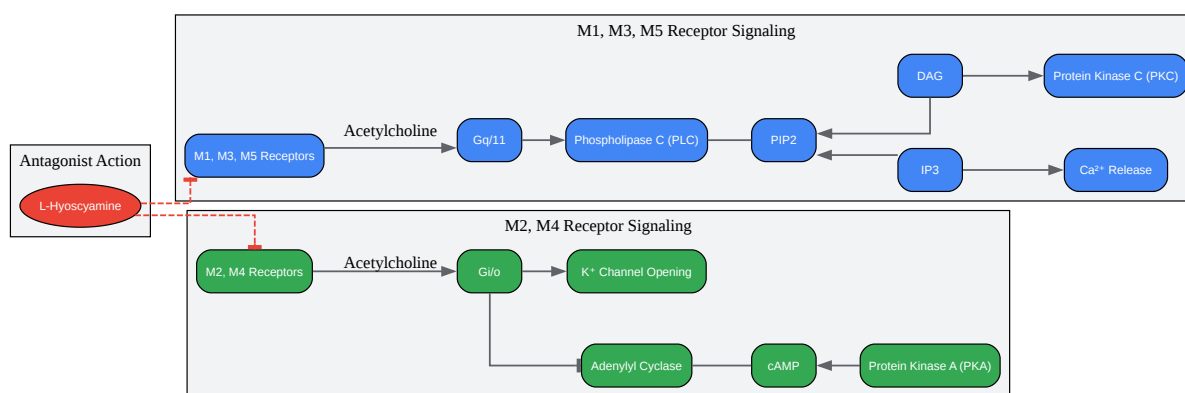 M1, M3, M5 Receptor Signaling
DAG
Protein Kinase C (PKC)
Acetylcholine
M1, M3, M5 Receptors
Gq/11
Phospholipase C (PLC)
PIP2
IP3
Ca²⁺ Release
Antagonist Action
L-Hyoscyamine
M2, M4 Receptor Signaling
Acetylcholine
M2, M4 Receptors
Gi/o
K⁺ Channel Opening
Adenylyl Cyclase
cAMP
Protein Kinase A (PKA)